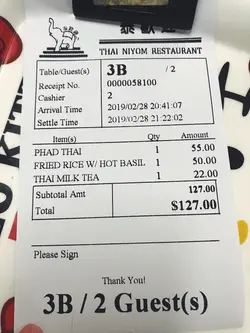 THAI NIYOM RESTAURANT
Table/Guest(s) 3B / 2
Receipt No. 0000058100
Cashier 2
Arrival Time 2019/02/28 20:41:07
Settle Time 2019/02/28 21:22:02
Item(s) Qty Amount
PHAD THAI 1 55.00
FRIED RICE W/ HOT BASIL 1 50.00
THAI MILK TEA 1 22.00
Subtotal Amt 127.00
Total $127.00
Please Sign
Thank You!
3B / 2 Guest(s)